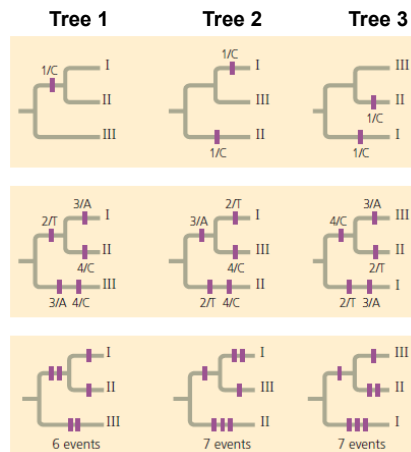 Tree 1 Tree 2 Tree 3
1/C I
II
III
1/C I
III
II
1/C
III
II
1/C
I
1/C
3/A
2/T I
II
4/C
III
3/A 4/C
2/T
3/A I
III
4/C
II
2/T 4/C
3/A
4/C III
II
2/T
I
2/T 3/A
I
II
III
6 events
I
III
II
7 events
III
II
I
7 events